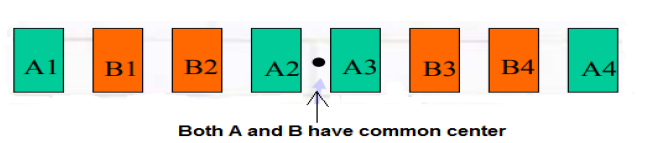 A1 B1 B2 A2 A3 B3 B4 A4
Both A and B have common center